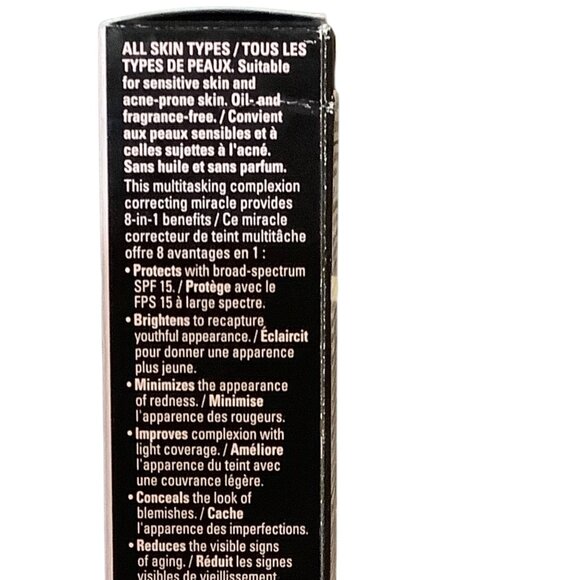 ALL SKIN TYPES / TOUS LES
TYPES DE PEAUX. Suitable
for sensitive skin and
acne-prone skin. Oil- and
fragrance-free. / Convient
aux peaux sensibles et à
celles sujettes à l'acné.
Sans huile et sans parfum.
This multitasking complexion
correcting miracle provides
8-in-1 benefits / Ce miracle
correcteur de teint multitâche
offre 8 avantages en 1 :
• Protects with broad-spectrum
SPF 15. / Protège avec le
FPS 15 à large spectre.
• Brightens to recapture
youthful appearance. / Éclaircit
pour donner une apparence
plus jeune.
• Minimizes the appearance
of redness. / Minimise
l'apparence des rougeurs.
• Improves complexion with
light coverage. / Améliore
l'apparence du teint avec
une couvrance légère.
• Conceals the look of
blemishes. / Cache
l'apparence des imperfections.
• Reduces the visible signs
of aging. / Réduit les signes
visibles de vieillissement